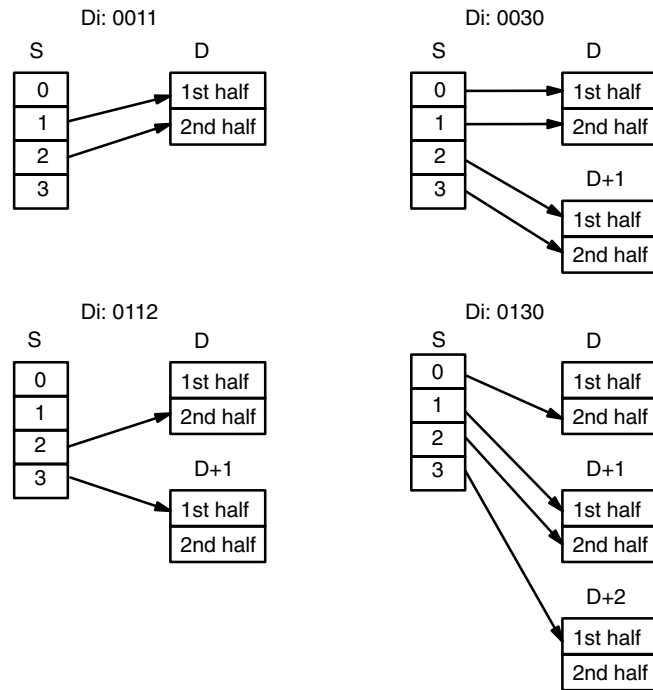 Di: 0011
S
D
0
1
2
3
1st half
2nd half
Di: 0030
S
D
0
1
2
3
1st half
2nd half
D+1
1st half
2nd half
Di: 0112
S
D
0
1
2
3
1st half
2nd half
D+1
1st half
2nd half
Di: 0130
S
D
0
1
2
3
1st half
2nd half
D+1
1st half
2nd half
D+2
1st half
2nd half